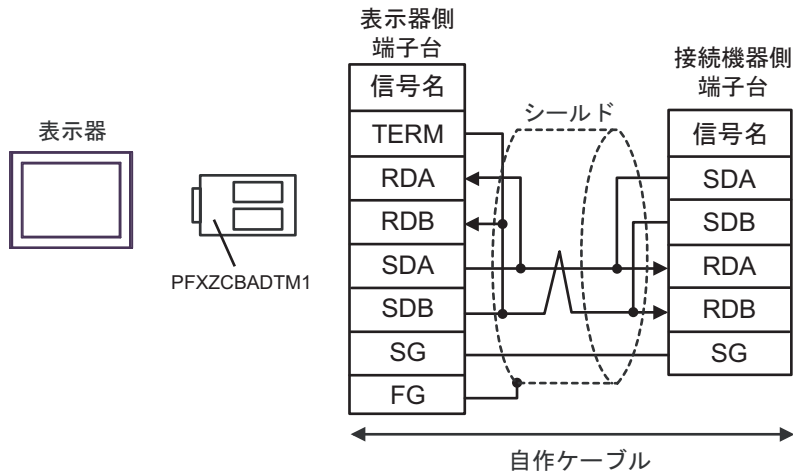 表示器
PFXZCBADTM1
表示器側
端子台
信号名
TERM
RDA
RDB
SDA
SDB
SG
FG
シールド
接続機器側
端子台
信号名
SDA
SDB
RDA
RDB
SG
自作ケーブル